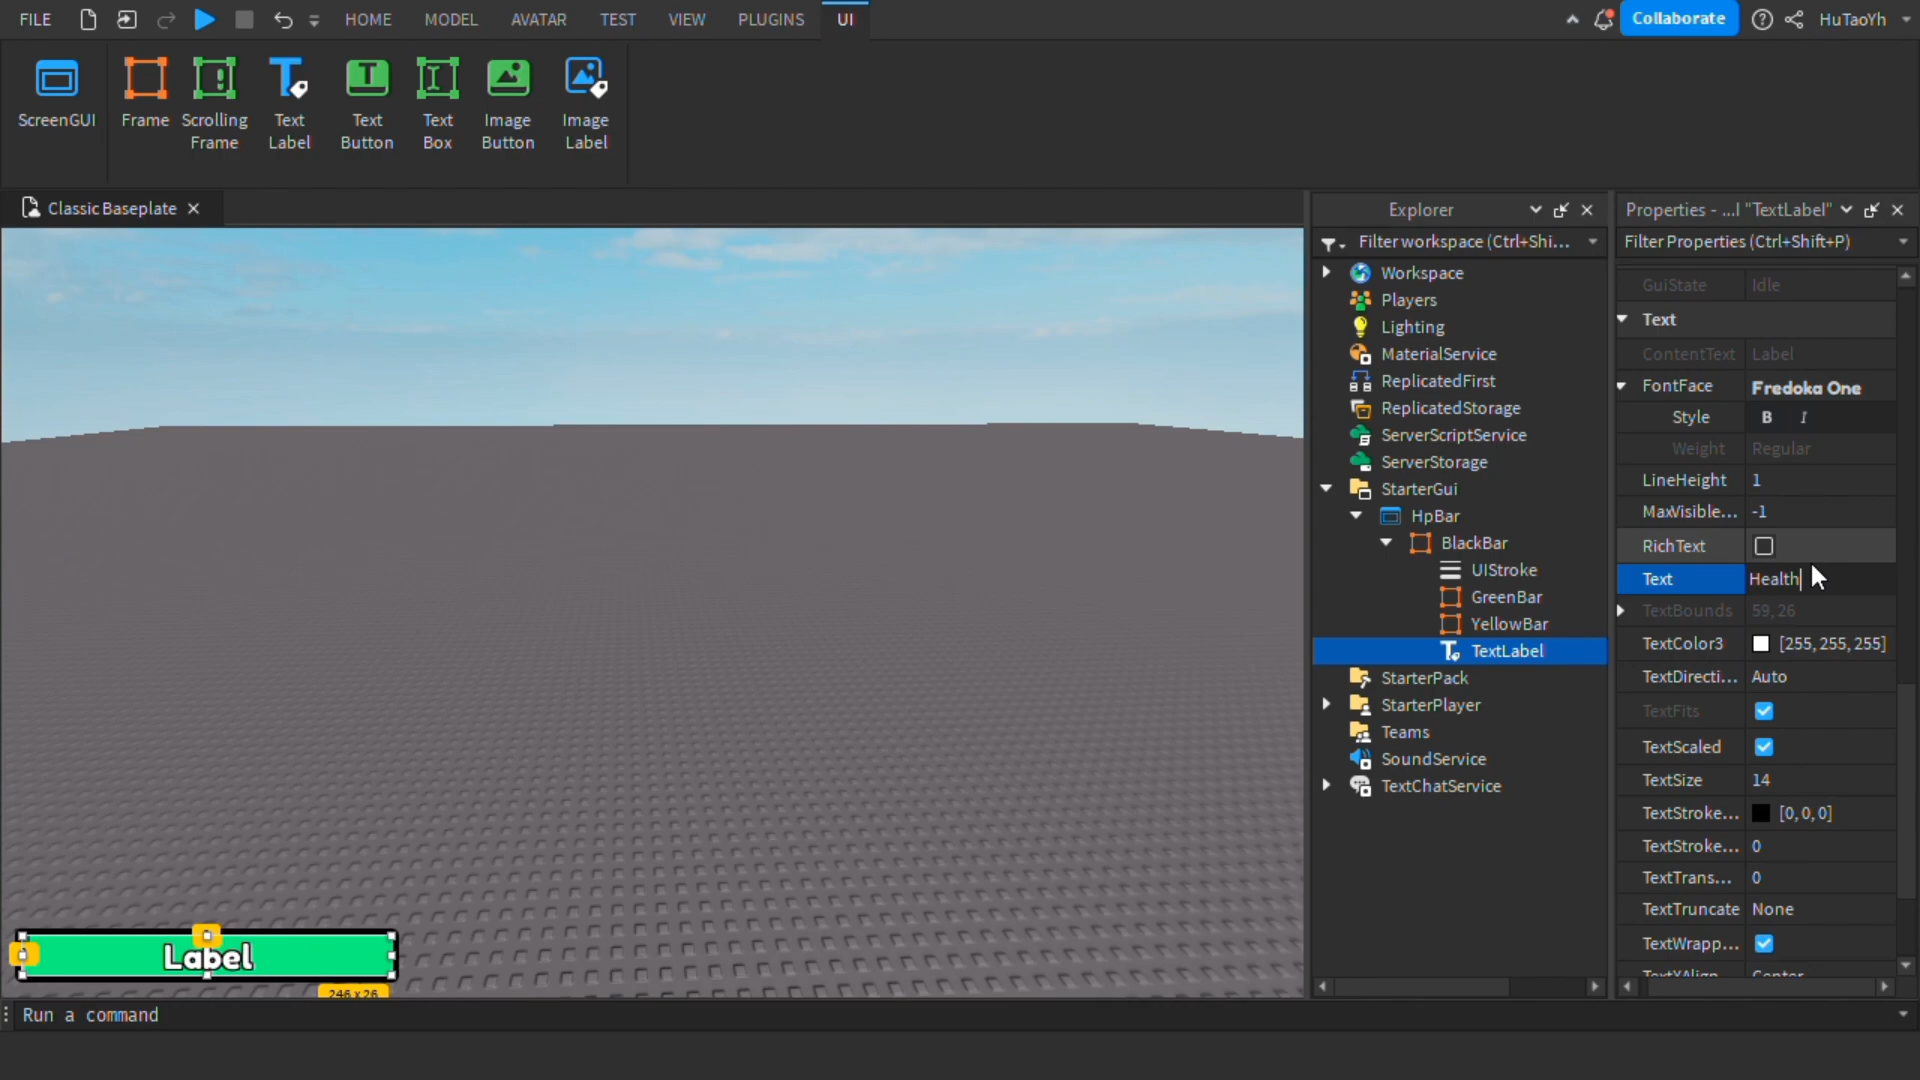 FILE HOME MODEL AVATAR TEST VIEW PLUGINS UI Collaborate HuTaoYh
ScreenGUI
Frame
Scrolling Frame
Text Label
Text Button
Text Box
Image Button
Image Label
Classic Baseplate
Explorer
Filter workspace (Ctrl+Shi...
Workspace
Players
Lighting
MaterialService
ReplicatedFirst
ReplicatedStorage
ServerScriptService
ServerStorage
StarterGui
HpBar
BlackBar
UIStroke
GreenBar
YellowBar
TextLabel
StarterPack
StarterPlayer
Teams
SoundService
TextChatService
Properties - ...l "TextLabel"
Filter Properties (Ctrl+Shift+P)
GuiState Idle
Text
ContentText Label
FontFace Fredoka One
Style B I
Weight Regular
LineHeight 1
MaxVisible... -1
RichText
Text Health
TextBounds 59, 26
TextColor3 [255, 255, 255]
TextDirecti... Auto
TextFits
TextScaled
TextSize 14
TextStroke... [0, 0, 0]
TextStroke... 0
TextTrans... 0
TextTruncate None
TextWrapp...
TextXAlign Center
Label
246 x 26
Run a command